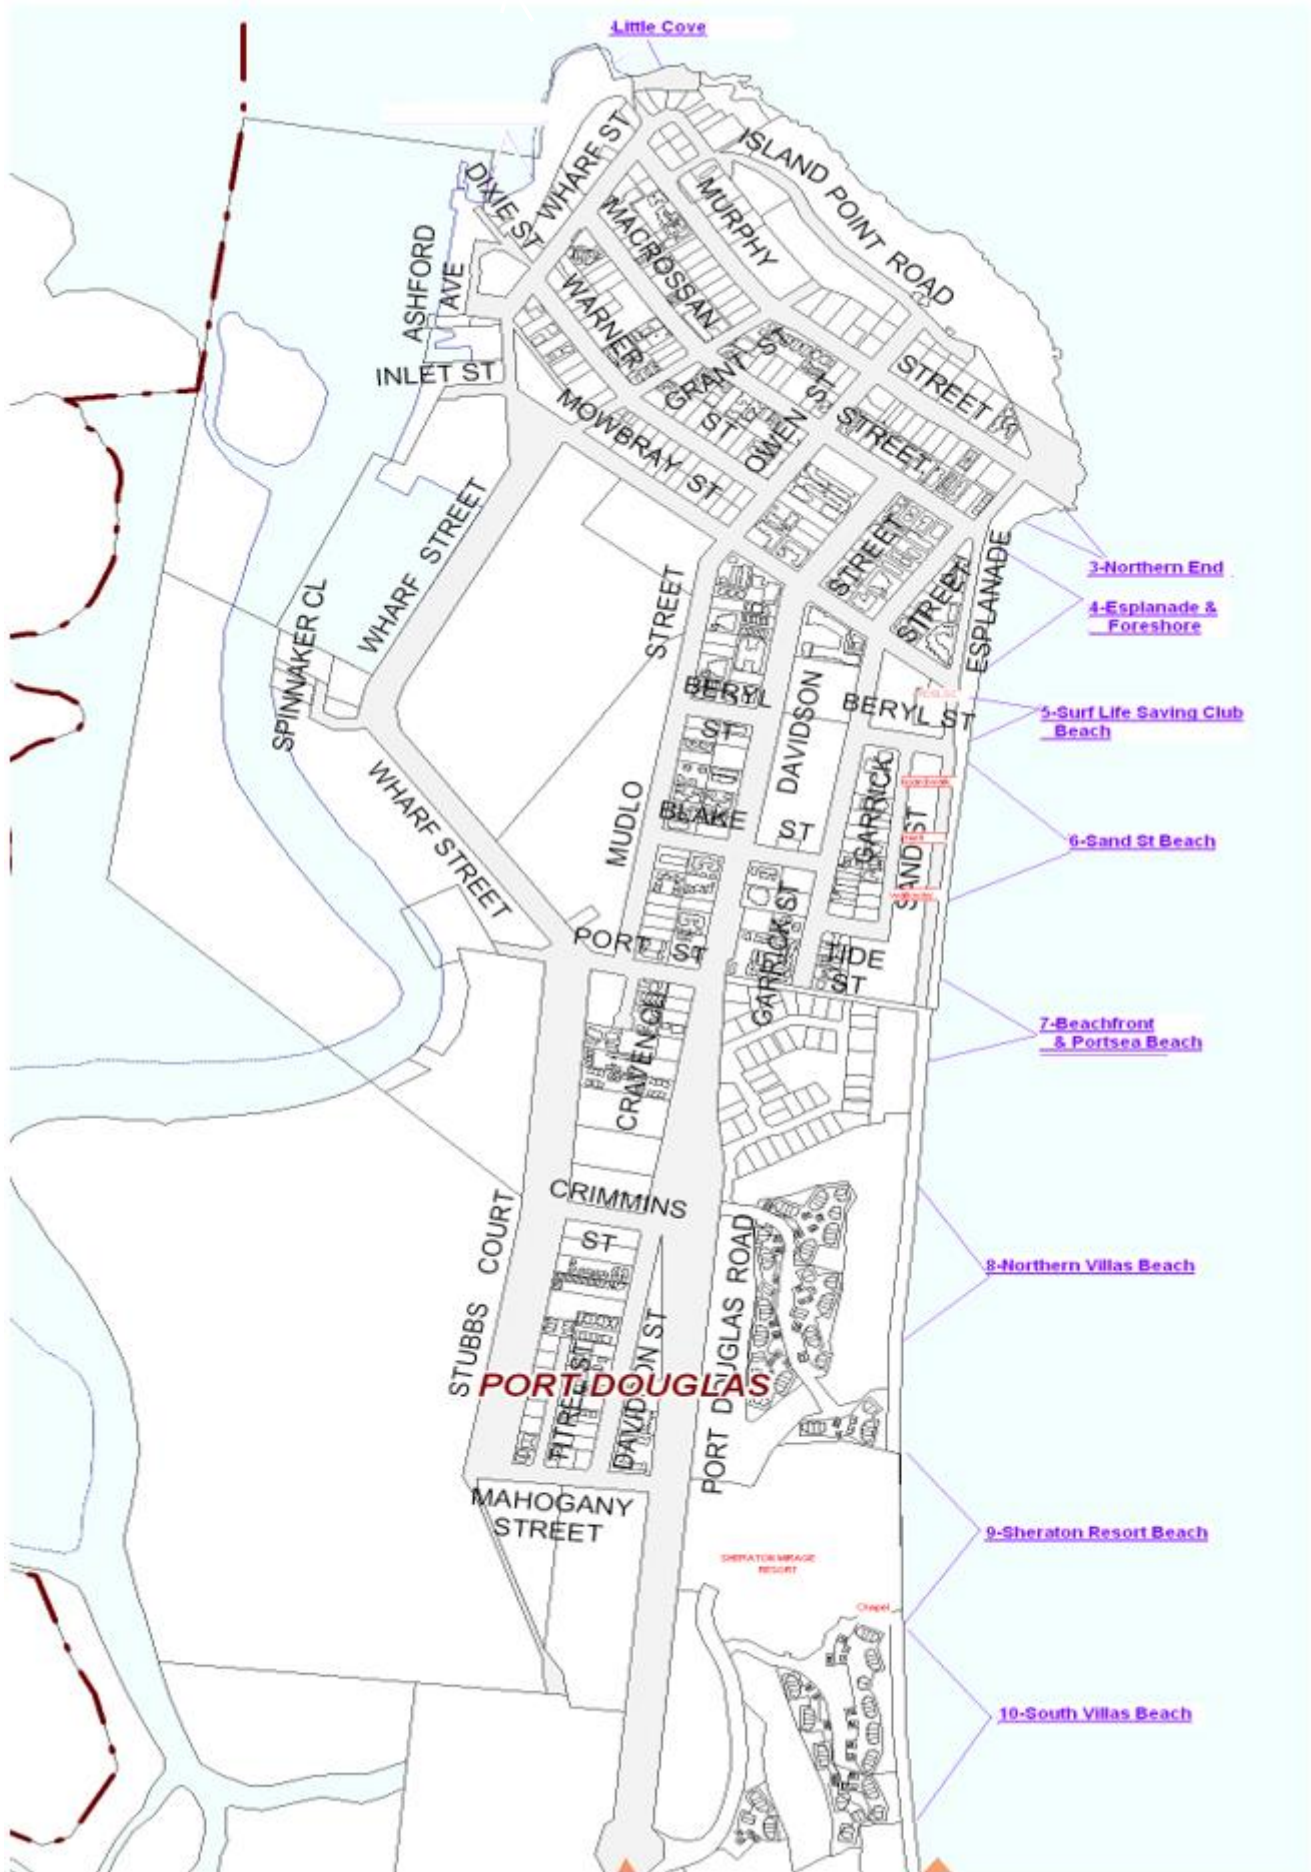 -Little Cove
WHARF ST
ISLAND POINT ROAD
DIXIE ST
MURPHY
STREET
MACROSSAN
STREET
ASHFORD
AVE
WARNER
STREET
GRANT ST
ST
OWEN ST
INLET ST
MOWBRAY ST
WHARF STREET
SPINNAKER CL
STREET
MUDLO
STREET
ESPLANADE
3-Northern End
4-Esplanade &
Foreshore
BERYL
ST
DAVIDSON
ST
BERYL ST
5-Surf Life Saving Club
Beach
WHARF STREET
BLAKE
GARRICK
SAND ST
6-Sand St Beach
PORT ST
GARRICK ST
TIDE
ST
CRAVEN CL
7-Beachfront
& Portsea Beach
CRIMMINS
ST
STUBBS COURT
PORT DOUGLAS ROAD
8-Northern Villas Beach
TITREE ST
DAVIDSON ST
PORT DOUGLAS
MAHOGANY
STREET
9-Sheraton Resort Beach
SHERATON MIRAGE
RESORT
Chapel
10-South Villas Beach